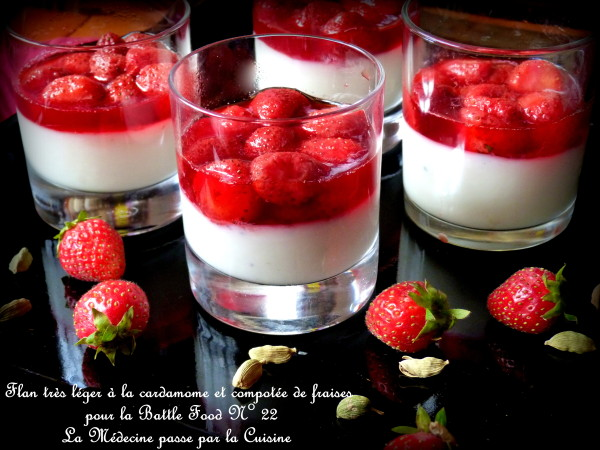 Flan très léger à la cardamome et compotée de fraises
pour la Battle Food N° 22
La Médecine passe par la Cuisine